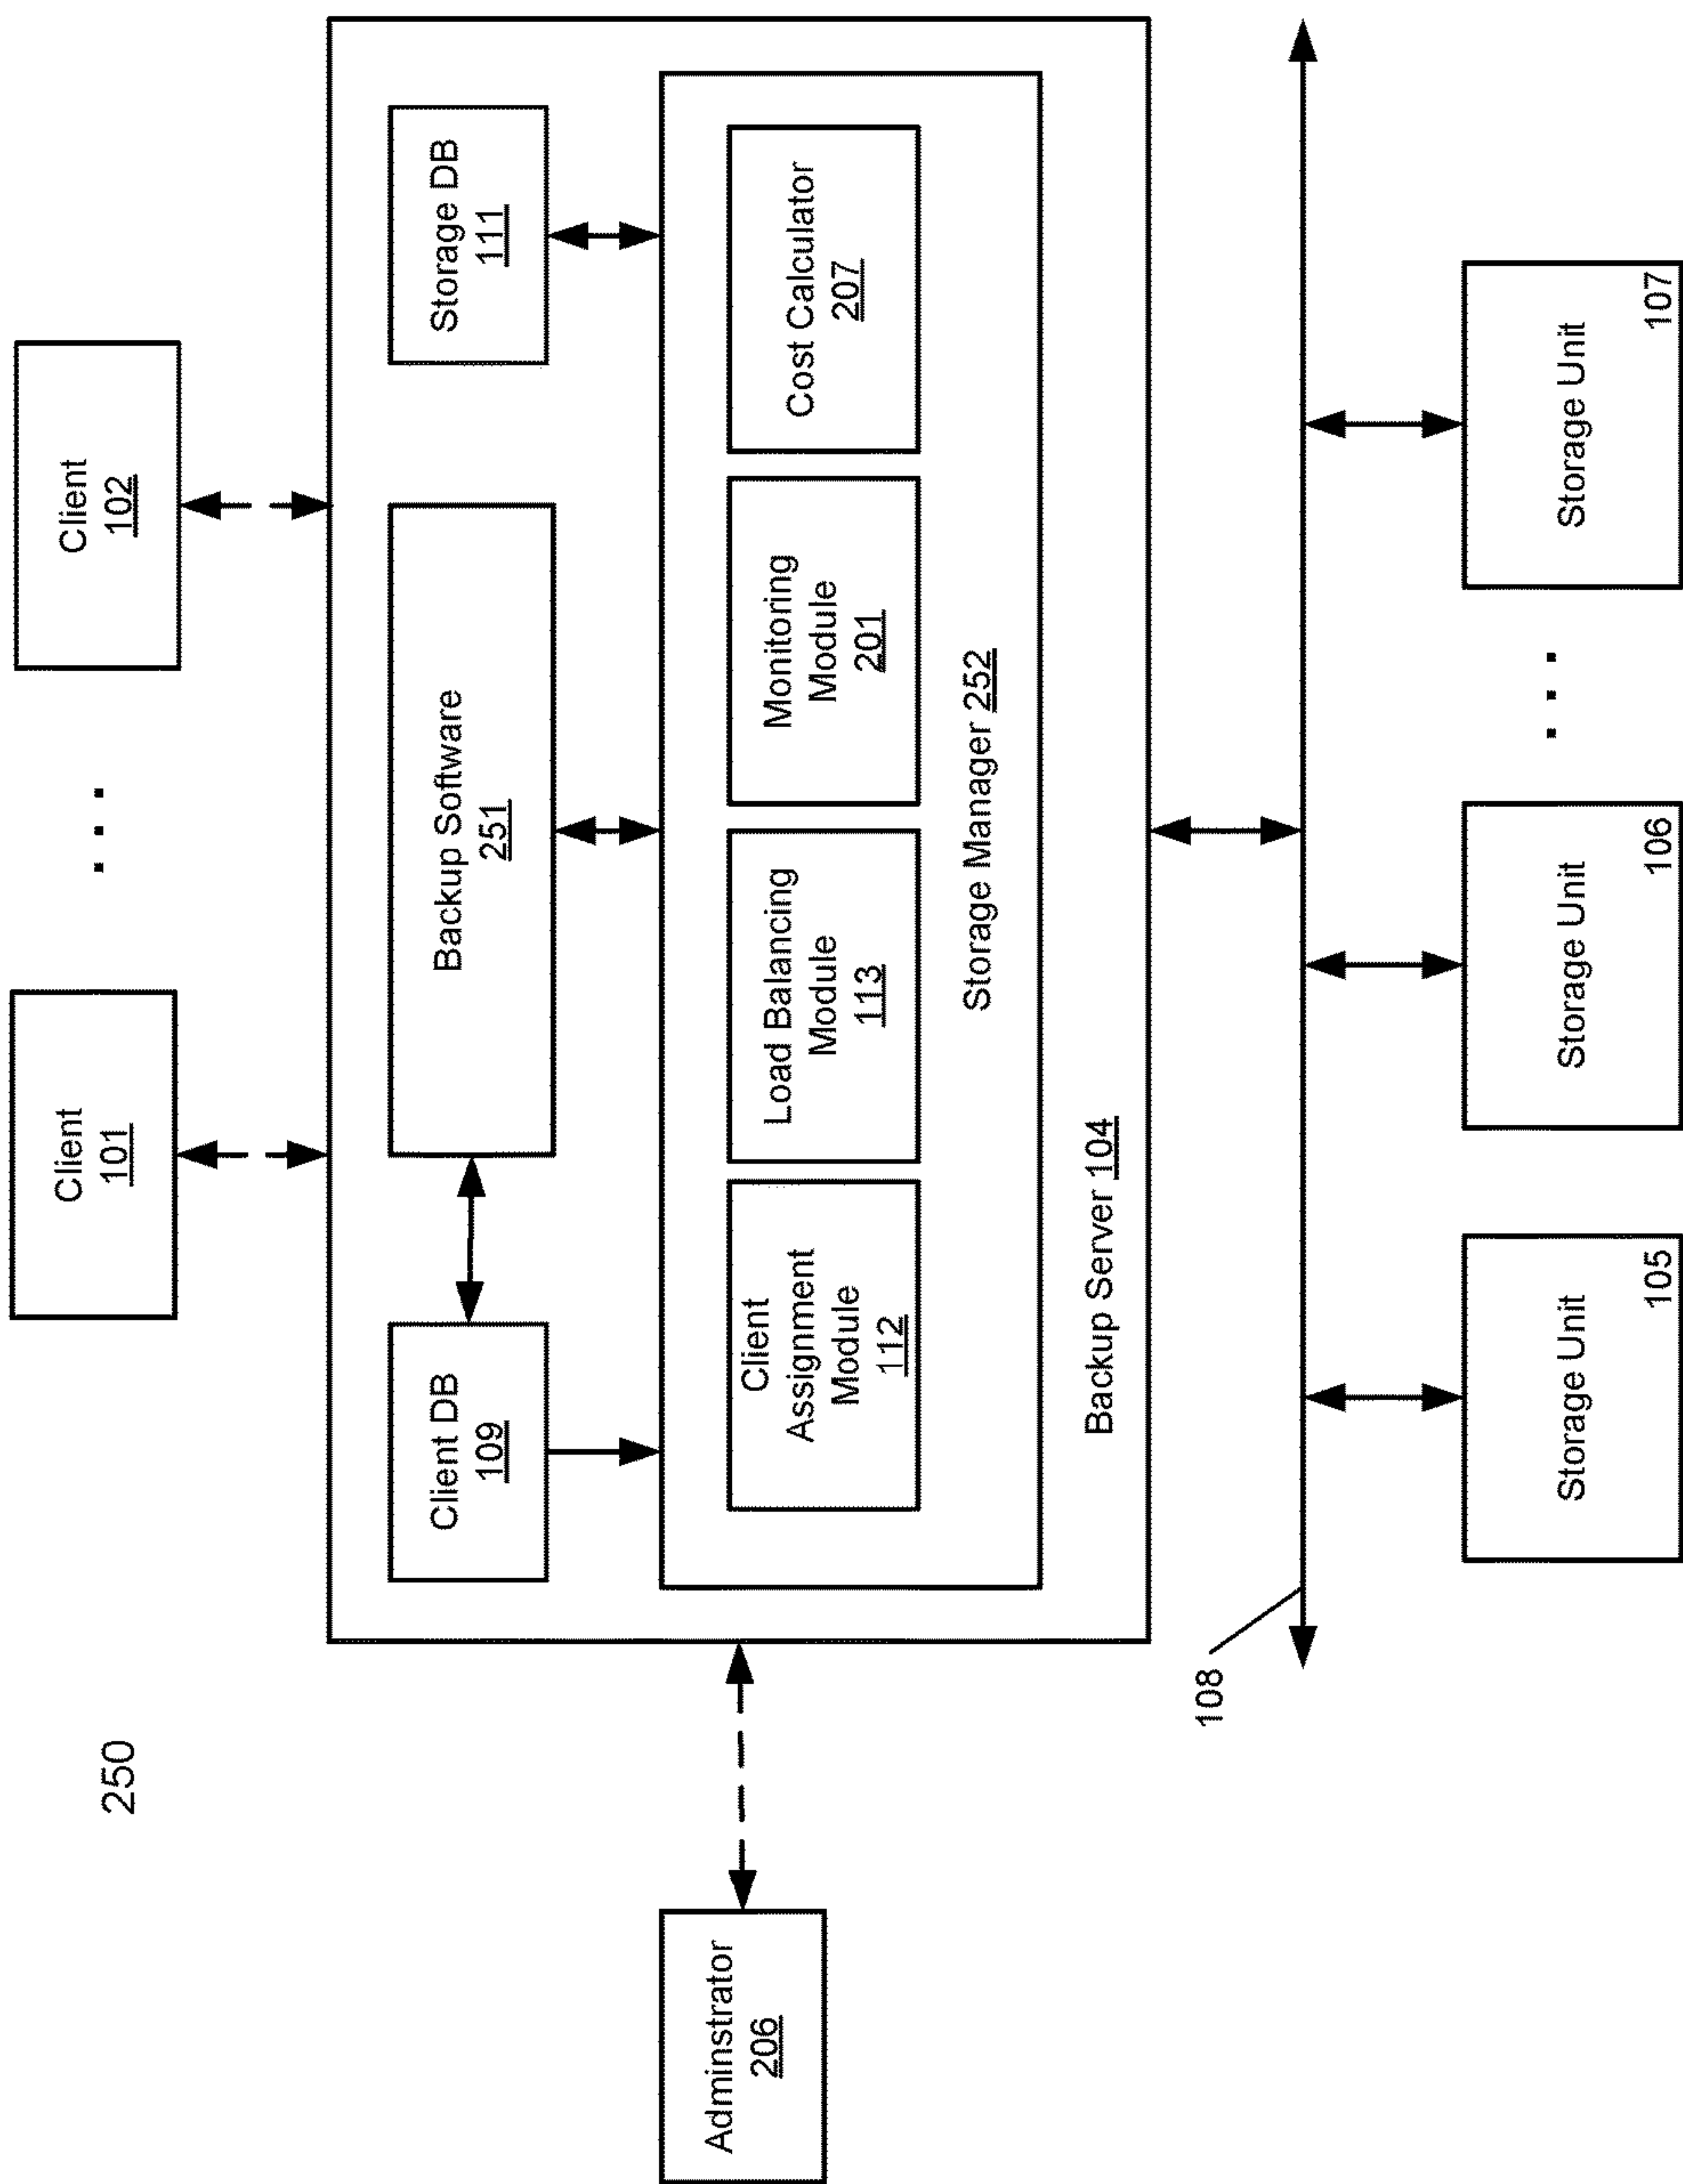 250
Client
101
. . .
Client
102
Client DB
109
Backup Software
251
Storage DB
111
Adminstrator
206
Client
Assignment
Module
112
Load Balancing
Module
113
Monitoring
Module
201
Cost Calculator
207
Storage Manager 252
Backup Server 104
108
Storage Unit
105
Storage Unit
106
. . .
Storage Unit
107